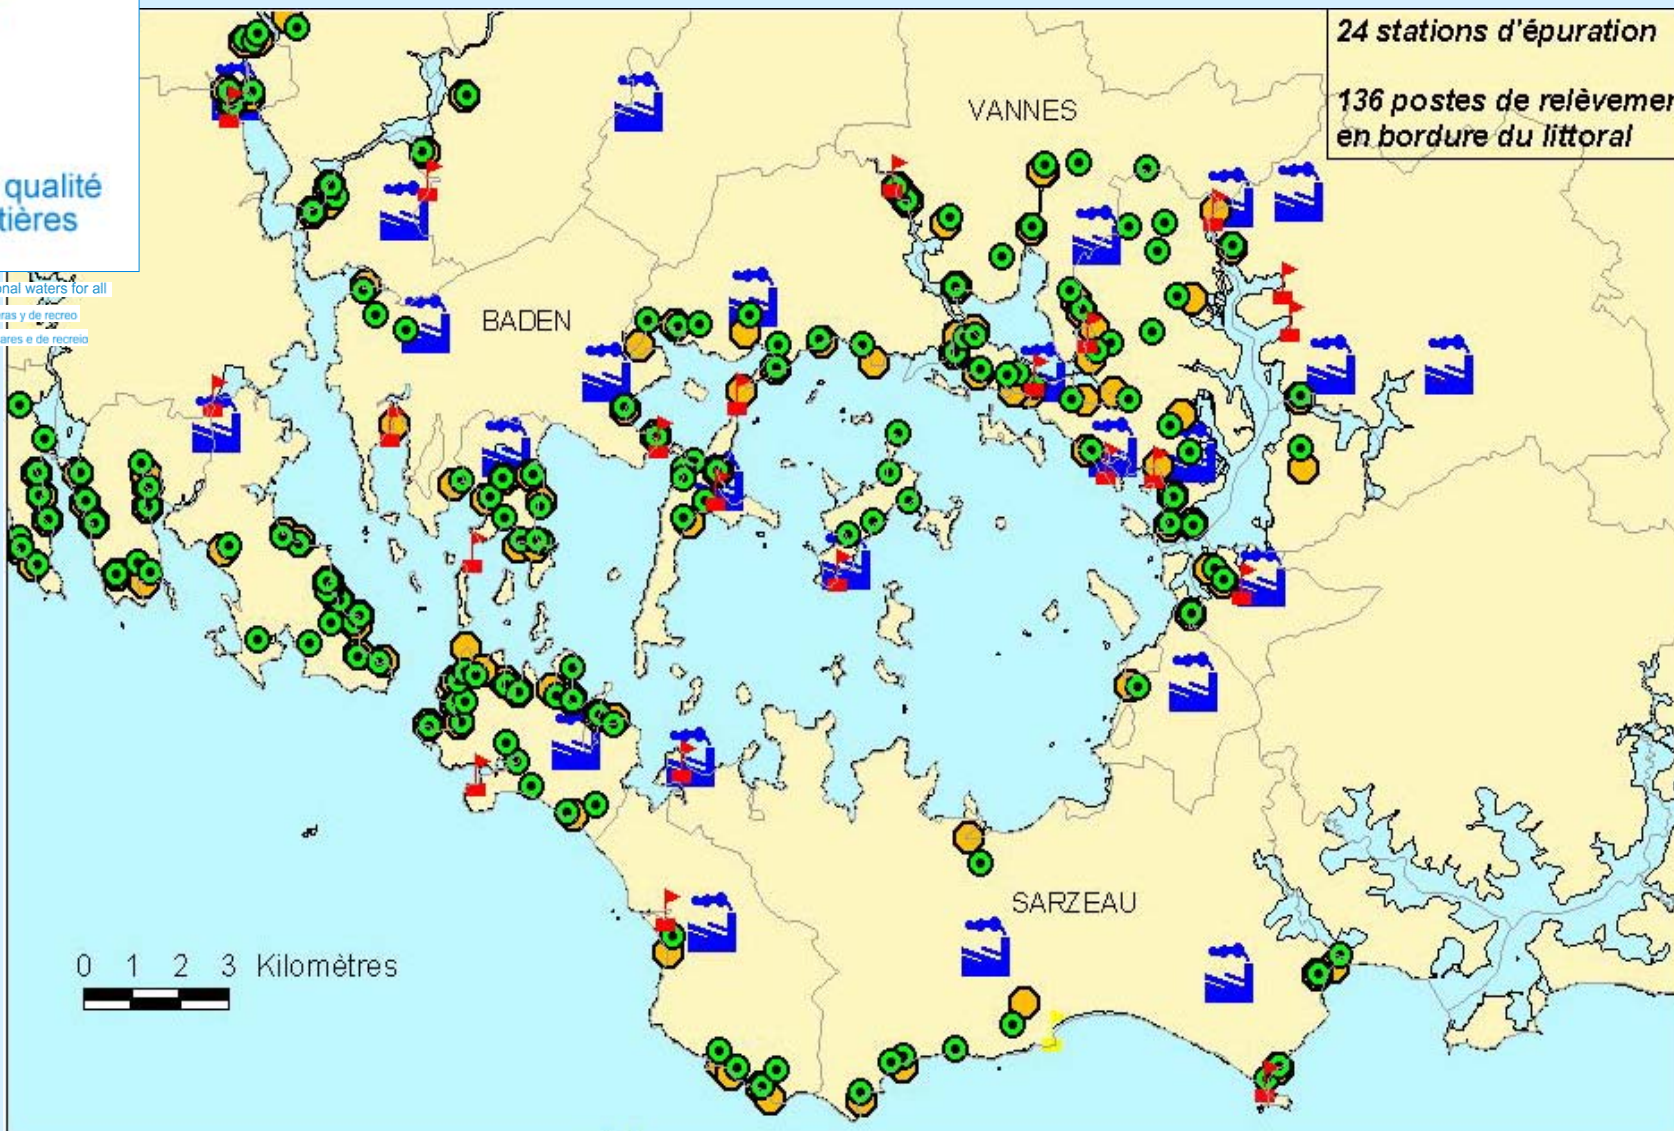 24 stations d'épuration
136 postes de relèvemer
en bordure du littoral
qualité
tières
onal waters for all
ras y de recreo
ares e de recreio
VANNES
BADEN
SARZEAU
0 1 2 3 Kilomètres